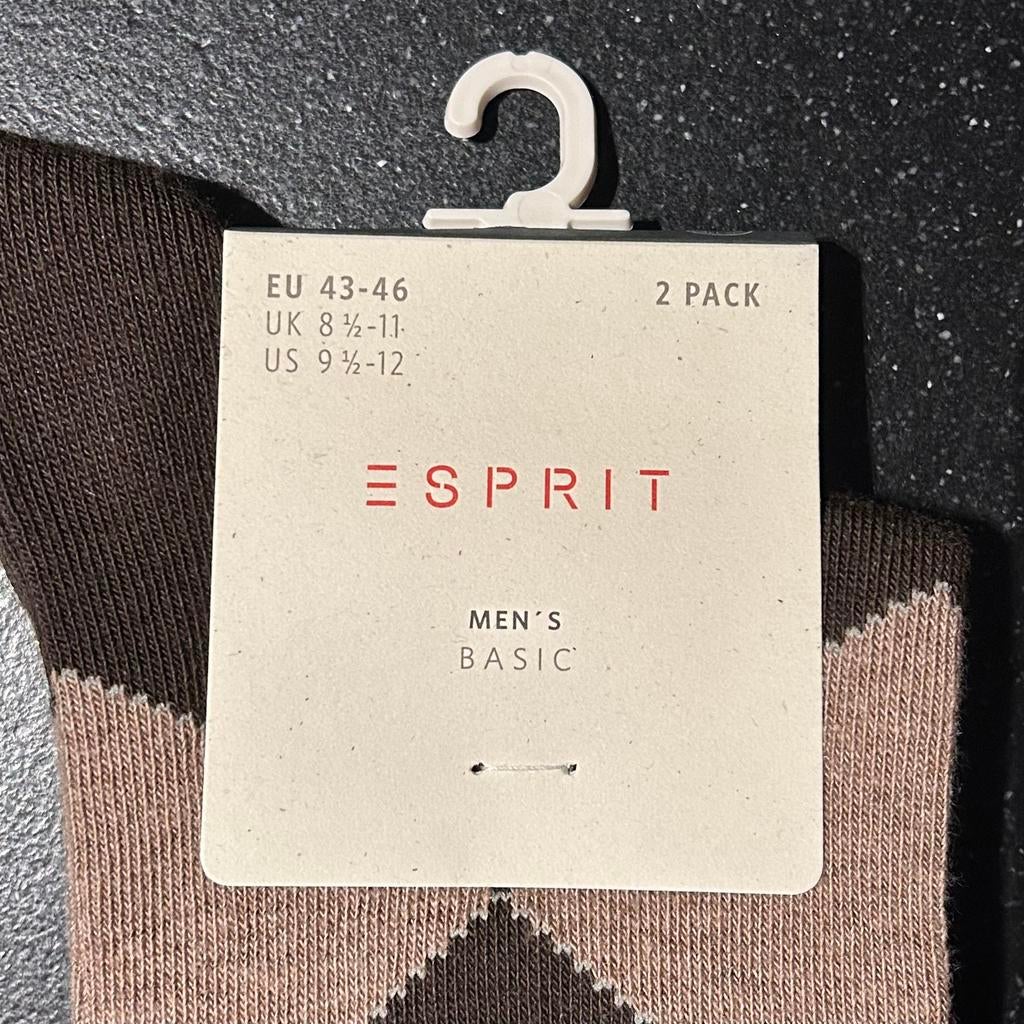 EU 43-46
2 PACK
UK 8 ½-11
US 9 ½-12
ESPRIT
MEN´S
BASIC